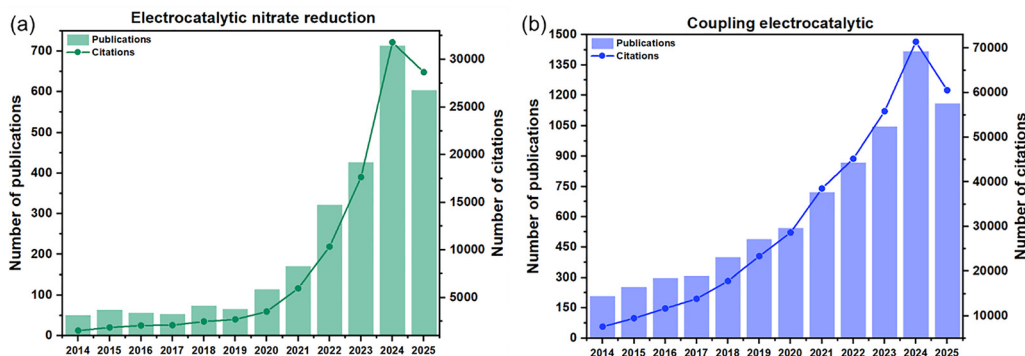 (a)
Electrocatalytic nitrate reduction
Publications
Citations
Number of publications
700
600
500
400
300
200
100
0
Number of citations
30000
25000
20000
15000
10000
5000
2014 2015 2016 2017 2018 2019 2020 2021 2022 2023 2024 2025
(b)
Coupling electrocatalytic
Publications
Citations
Number of publications
1500
1350
1200
1050
900
750
600
450
300
150
0
Number of citations
70000
60000
50000
40000
30000
20000
10000
2014 2015 2016 2017 2018 2019 2020 2021 2022 2023 2024 2025